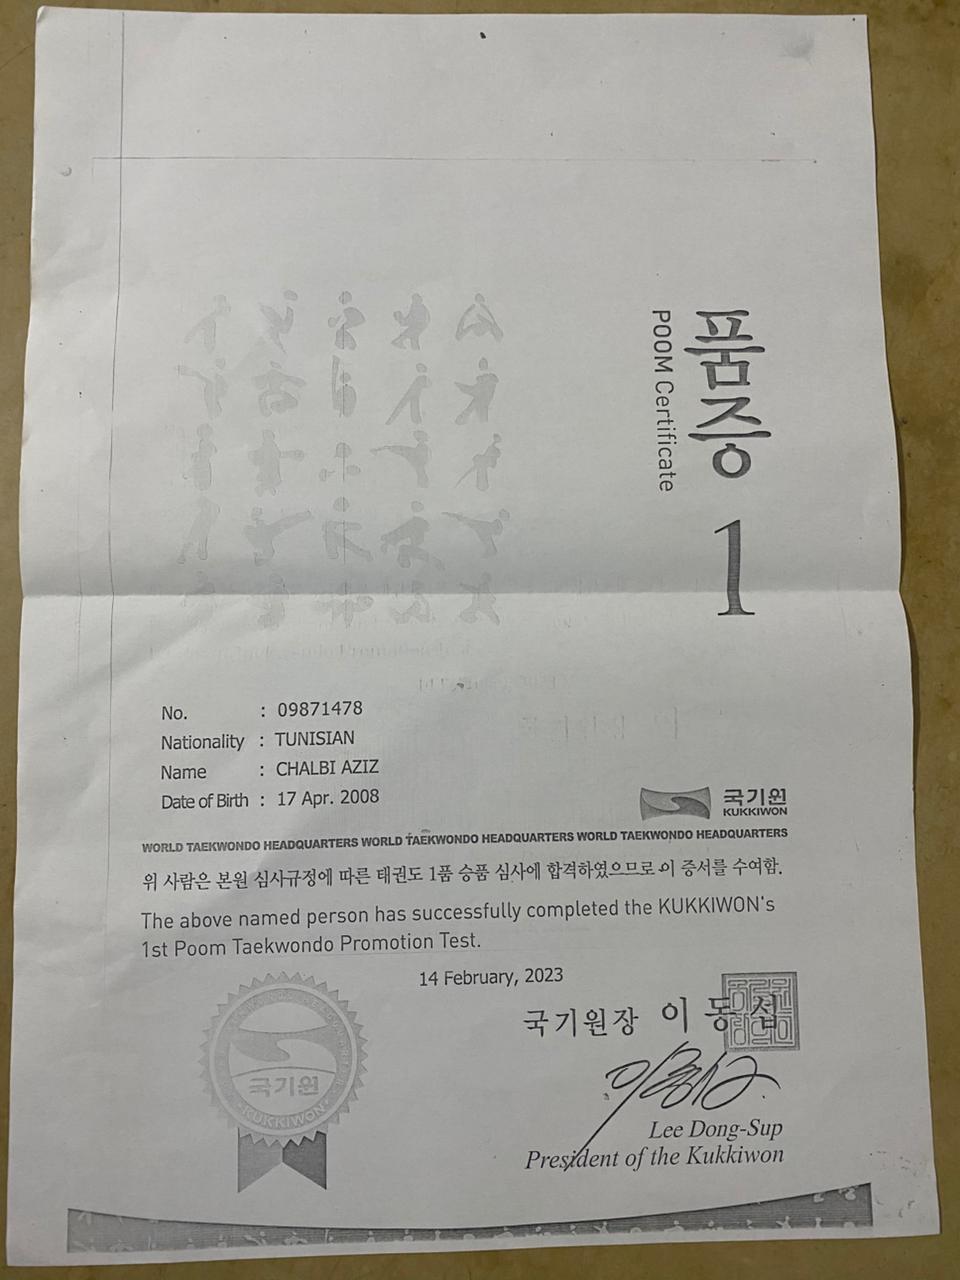 품증 1
POOM Certificate
No. : 09871478
Nationality : TUNISIAN
Name : CHALBI AZIZ
Date of Birth : 17 Apr. 2008
국기원
KUKKIWON
WORLD TAEKWONDO HEADQUARTERS WORLD TAEKWONDO HEADQUARTERS WORLD TAEKWONDO HEADQUARTERS
위 사람은 본원 심사규정에 따른 태권도 1품 승품 심사에 합격하였으므로 이 증서를 수여함.
The above named person has successfully completed the KUKKIWON's
1st Poom Taekwondo Promotion Test.
14 February, 2023
국기원장 이동섭
국기원
KUKKIWON
Lee Dong-Sup
President of the Kukkiwon